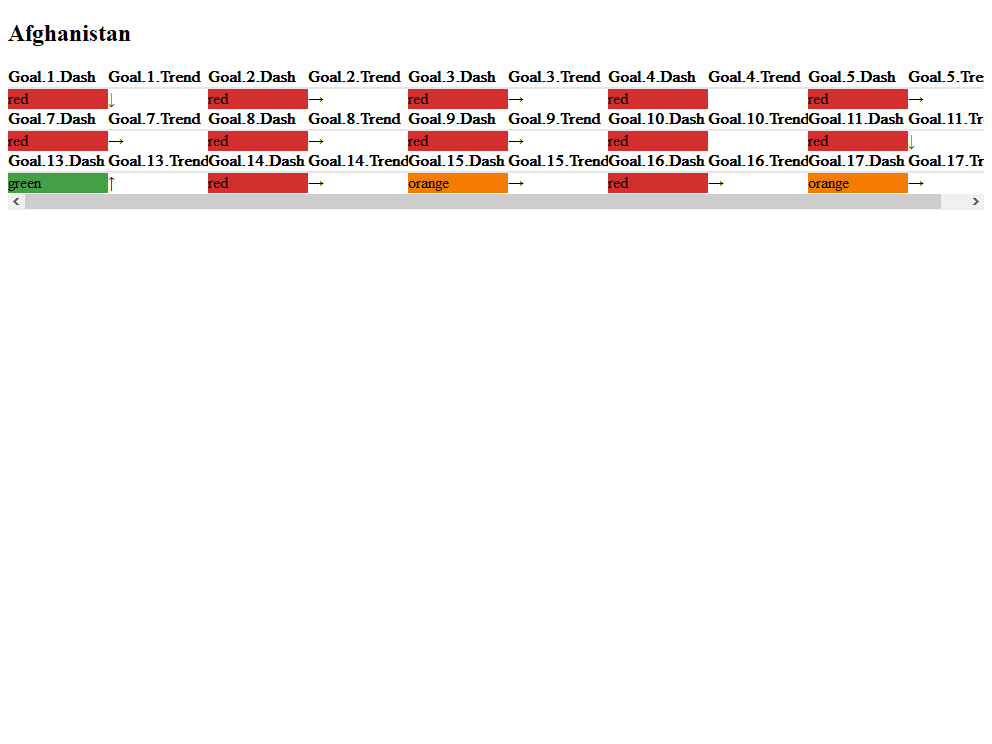 Afghanistan
Goal.1.Dash Goal.1.Trend Goal.2.Dash Goal.2.Trend Goal.3.Dash Goal.3.Trend Goal.4.Dash Goal.4.Trend Goal.5.Dash Goal.5.Tre
red ↓ red → red → red red →
Goal.7.Dash Goal.7.Trend Goal.8.Dash Goal.8.Trend Goal.9.Dash Goal.9.Trend Goal.10.Dash Goal.10.Trend Goal.11.Dash Goal.11.Tr
red → red → red → red red ↓
Goal.13.Dash Goal.13.Trend Goal.14.Dash Goal.14.Trend Goal.15.Dash Goal.15.Trend Goal.16.Dash Goal.16.Trend Goal.17.Dash Goal.17.Tr
green ↑ red → orange → red → orange →